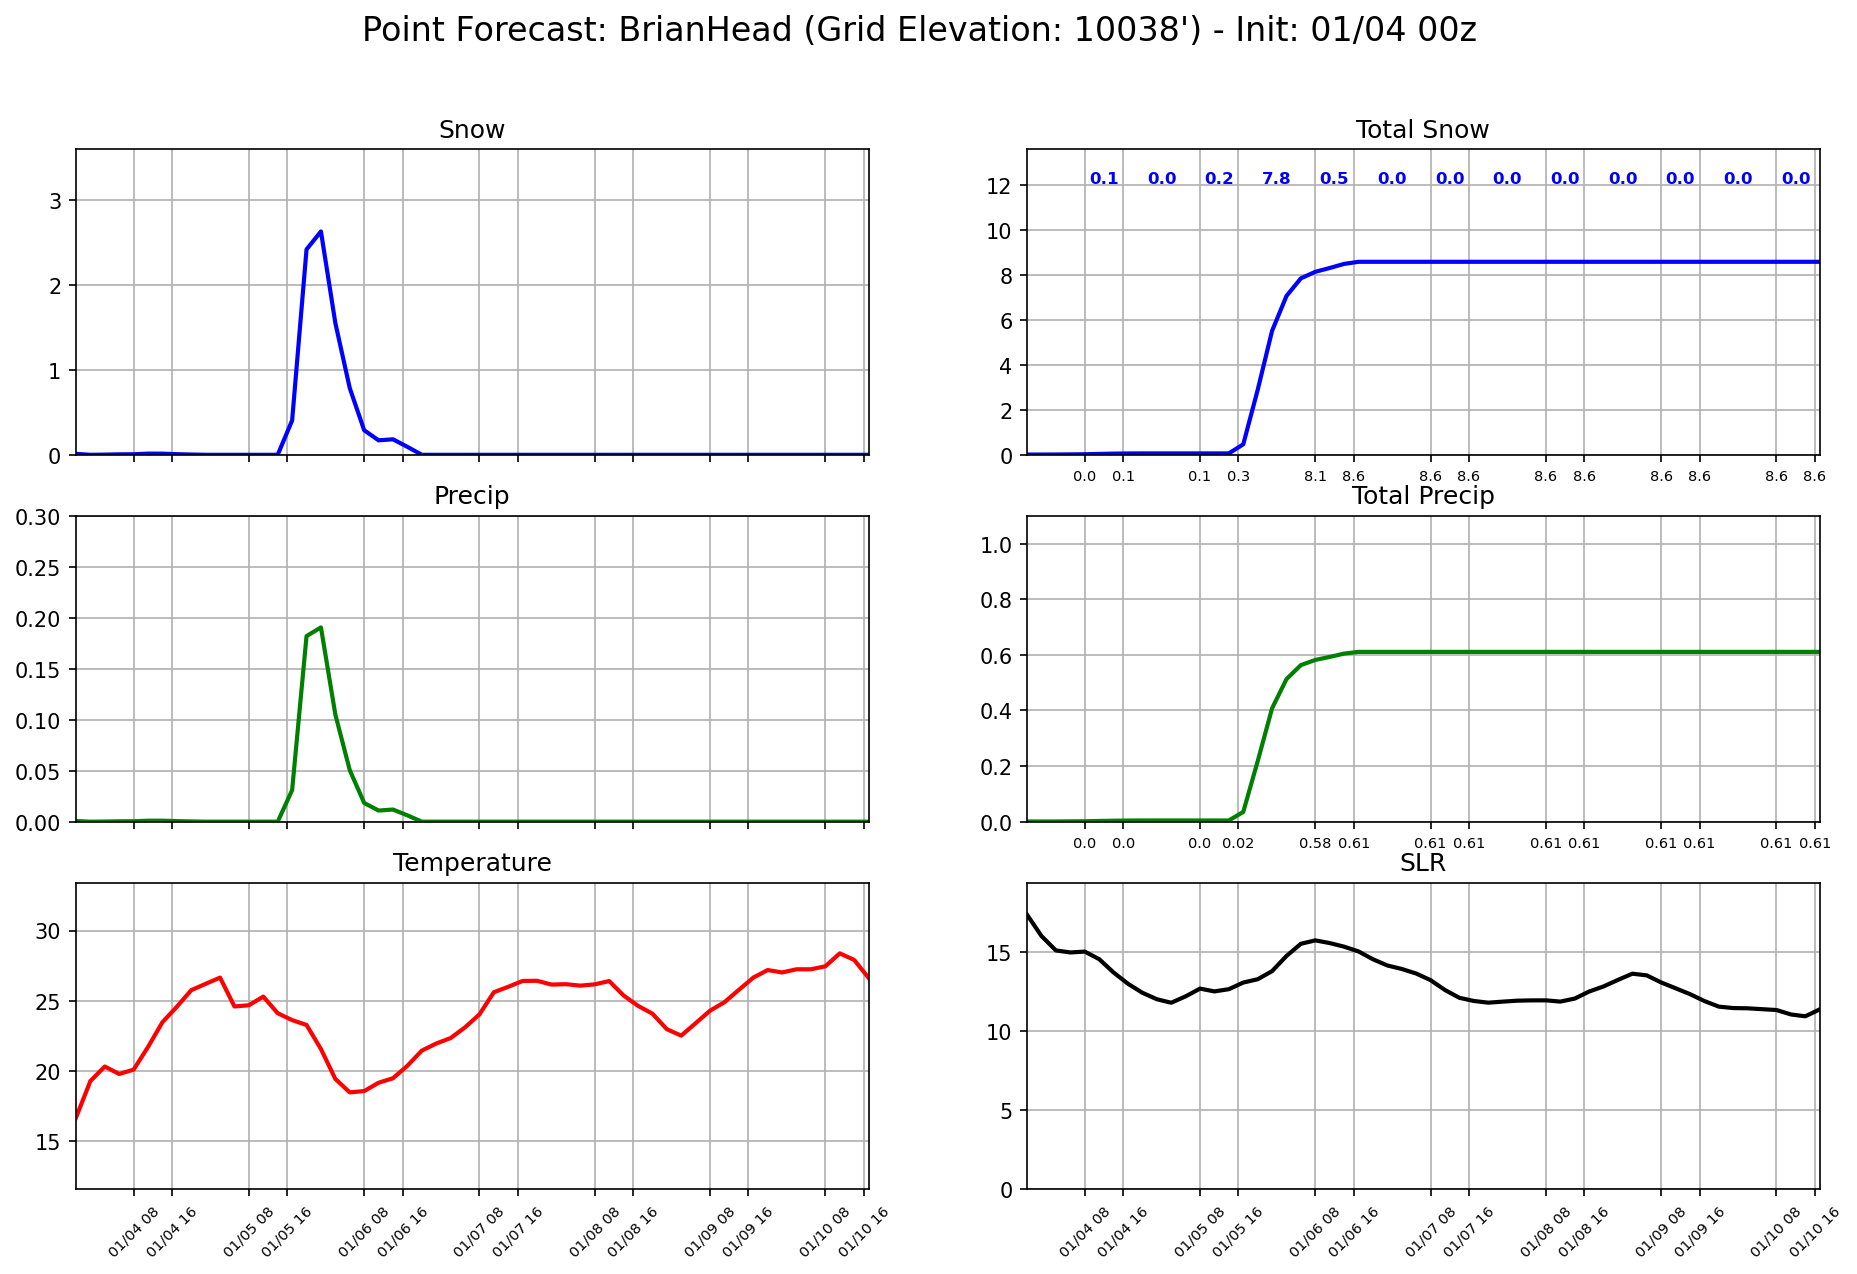 Point Forecast: BrianHead (Grid Elevation: 10038') - Init: 01/04 00z
Snow
3
2
1
0
Total Snow
0.1 0.0 0.2 7.8 0.5 0.0 0.0 0.0 0.0 0.0 0.0 0.0 0.0
12
10
8
6
4
2
0
0.0 0.1 0.1 0.3 8.1 8.6 8.6 8.6 8.6 8.6 8.6 8.6 8.6 8.6
Precip
0.30
0.25
0.20
0.15
0.10
0.05
0.00
Total Precip
1.0
0.8
0.6
0.4
0.2
0.0
0.0 0.0 0.0 0.02 0.58 0.61 0.61 0.61 0.61 0.61 0.61 0.61 0.61 0.61
Temperature
30
25
20
15
01/04 08 01/04 16 01/05 08 01/05 16 01/06 08 01/06 16 01/07 08 01/07 16 01/08 08 01/08 16 01/09 08 01/09 16 01/10 08 01/10 16
SLR
15
10
5
0
01/04 08 01/04 16 01/05 08 01/05 16 01/06 08 01/06 16 01/07 08 01/07 16 01/08 08 01/08 16 01/09 08 01/09 16 01/10 08 01/10 16